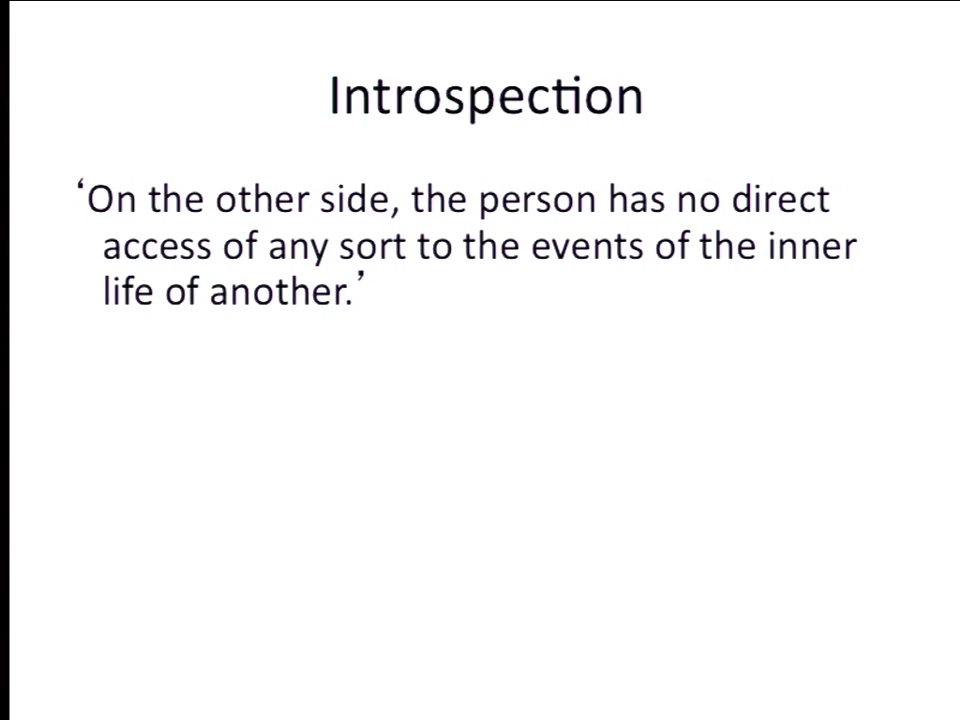 Introspection
‘On the other side, the person has no direct
access of any sort to the events of the inner
life of another.’